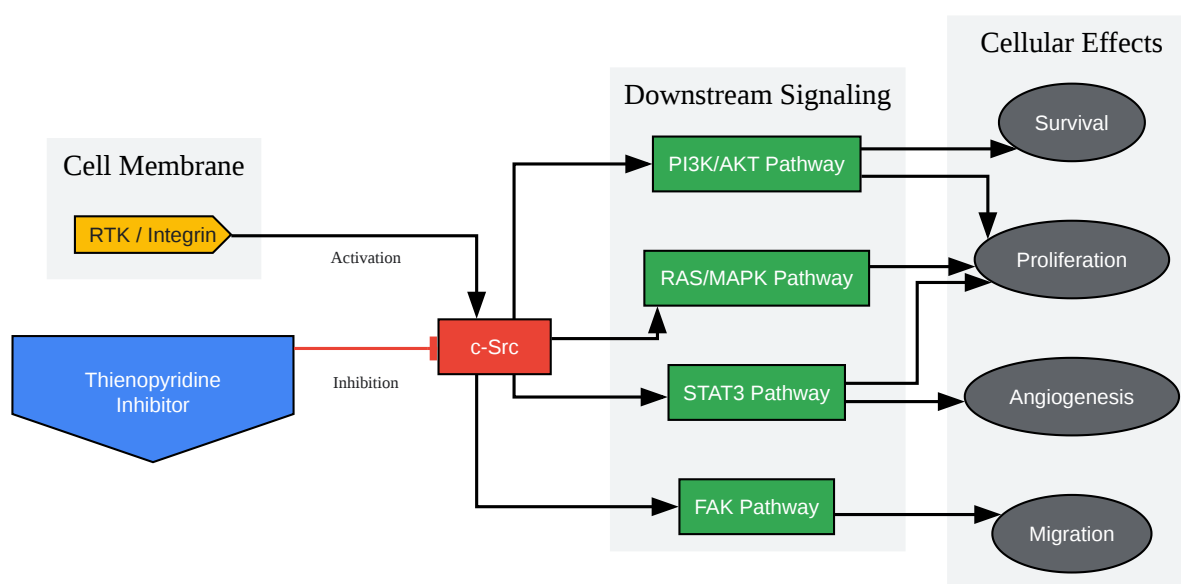 Cell Membrane
RTK / Integrin
Activation
Thienopyridine
Inhibitor
Inhibition
c-Src
Downstream Signaling
PI3K/AKT Pathway
RAS/MAPK Pathway
STAT3 Pathway
FAK Pathway
Cellular Effects
Survival
Proliferation
Angiogenesis
Migration